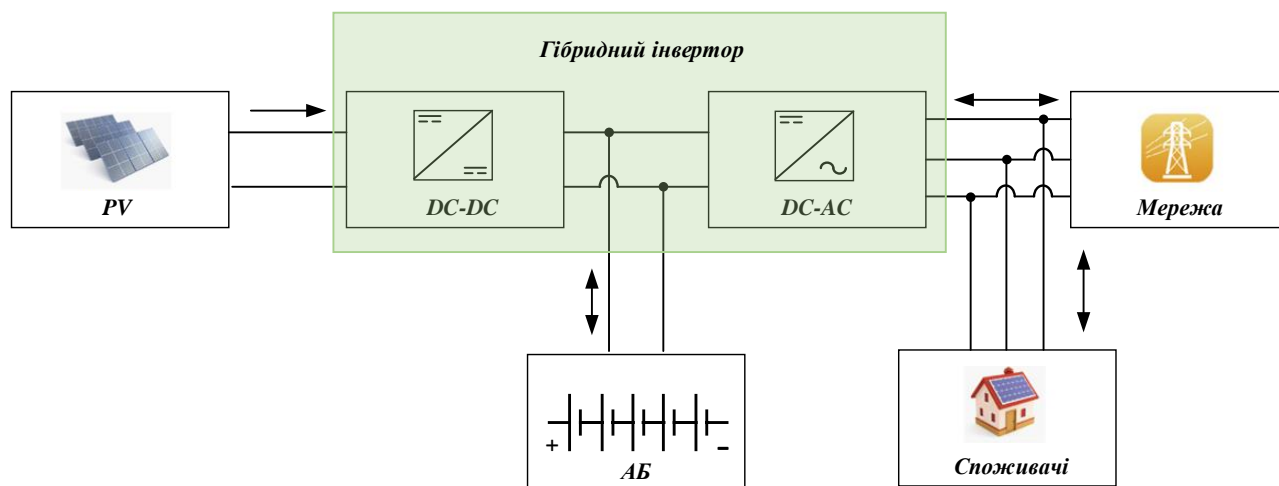 Гібридний інвертор
PV
DC-DC
DC-AC
Мережа
+
–
АБ
Споживачі